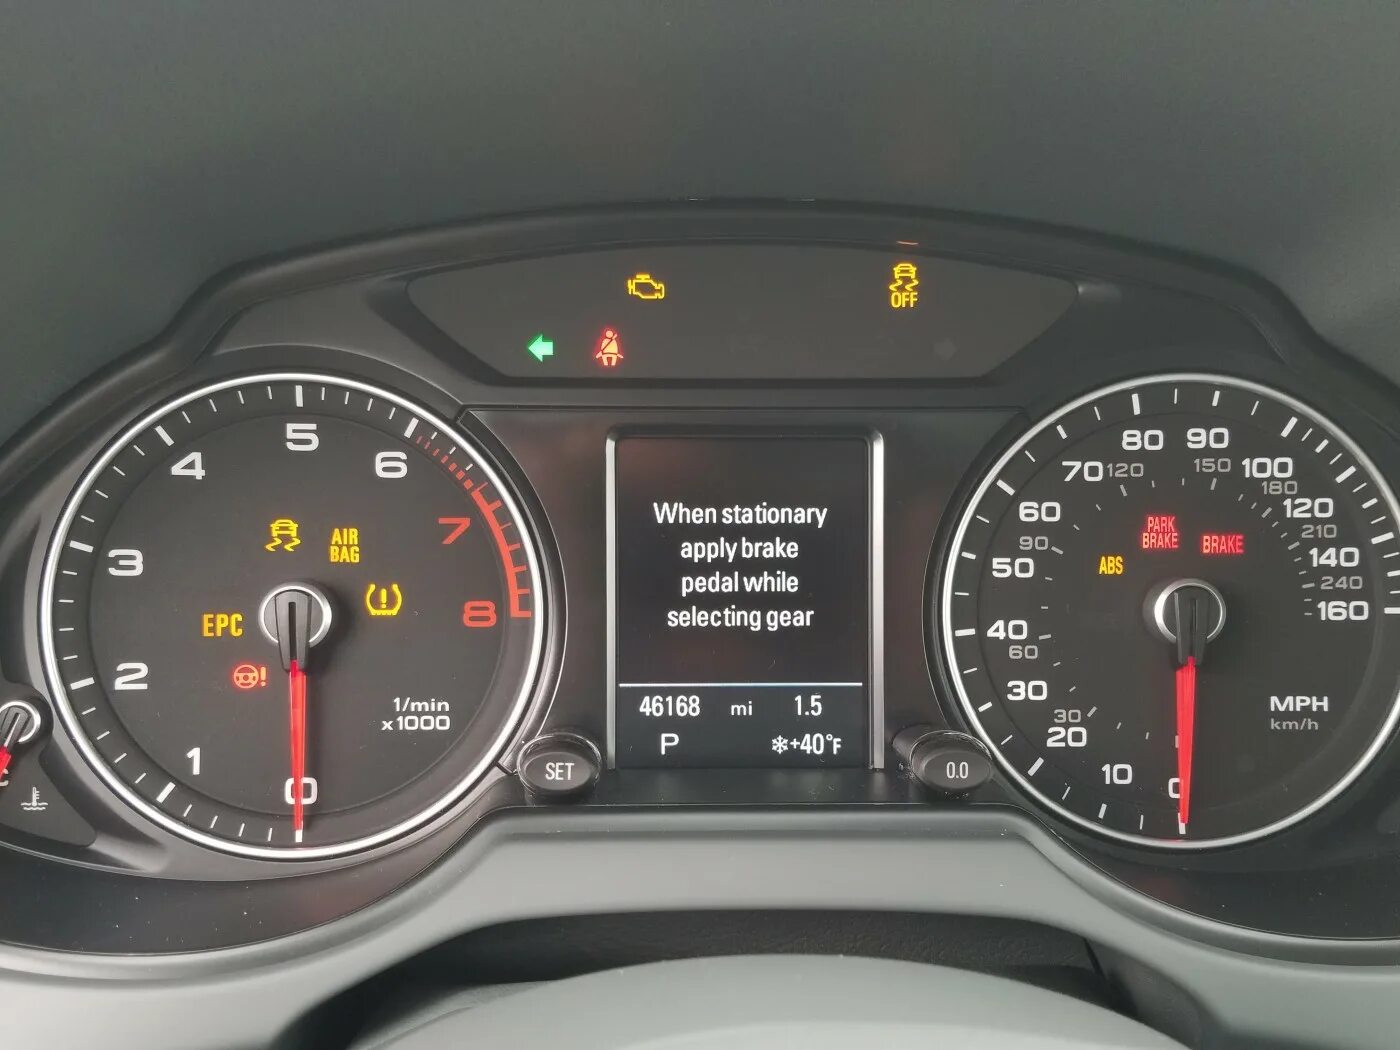 OFF
5
4
6
3
7
2
8
1
0
AIR
BAG
EPC
1/min
x1000
When stationary
apply brake
pedal while
selecting gear
46168 mi 1.5
P +40°F
SET
0.0
80 90
70 120 150 100
180
60 120
90 210
50 140
240
40 160
60
30
30
20
10
0
PARK
BRAKE
BRAKE
ABS
MPH
km/h